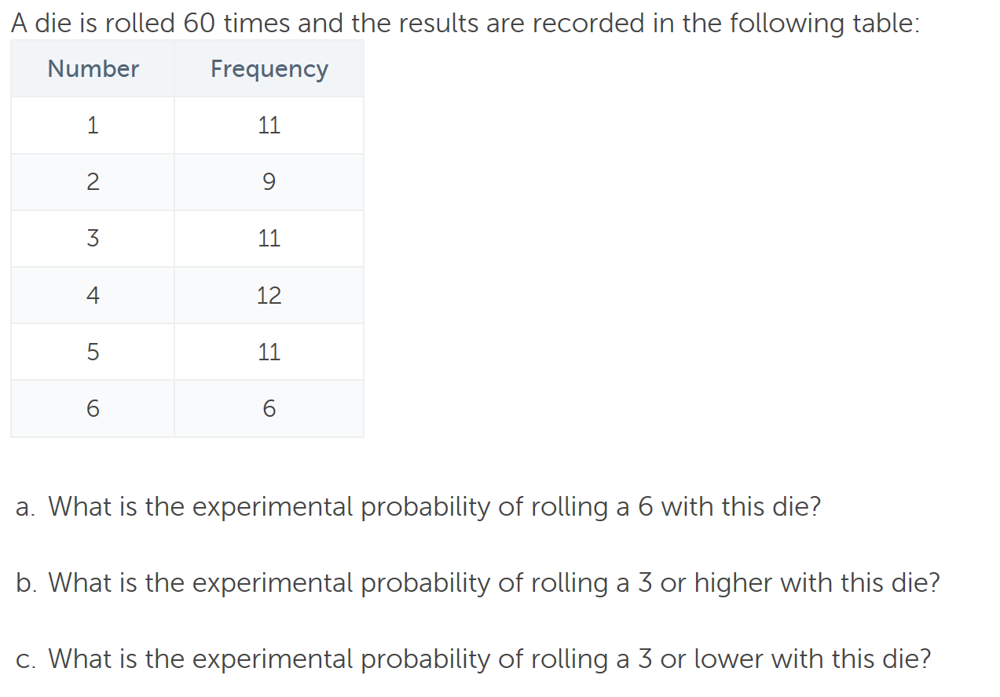 A die is rolled 60 times and the results are recorded in the following table:
Number Frequency
1 11
2 9
3 11
4 12
5 11
6 6
a. What is the experimental probability of rolling a 6 with this die?
b. What is the experimental probability of rolling a 3 or higher with this die?
c. What is the experimental probability of rolling a 3 or lower with this die?